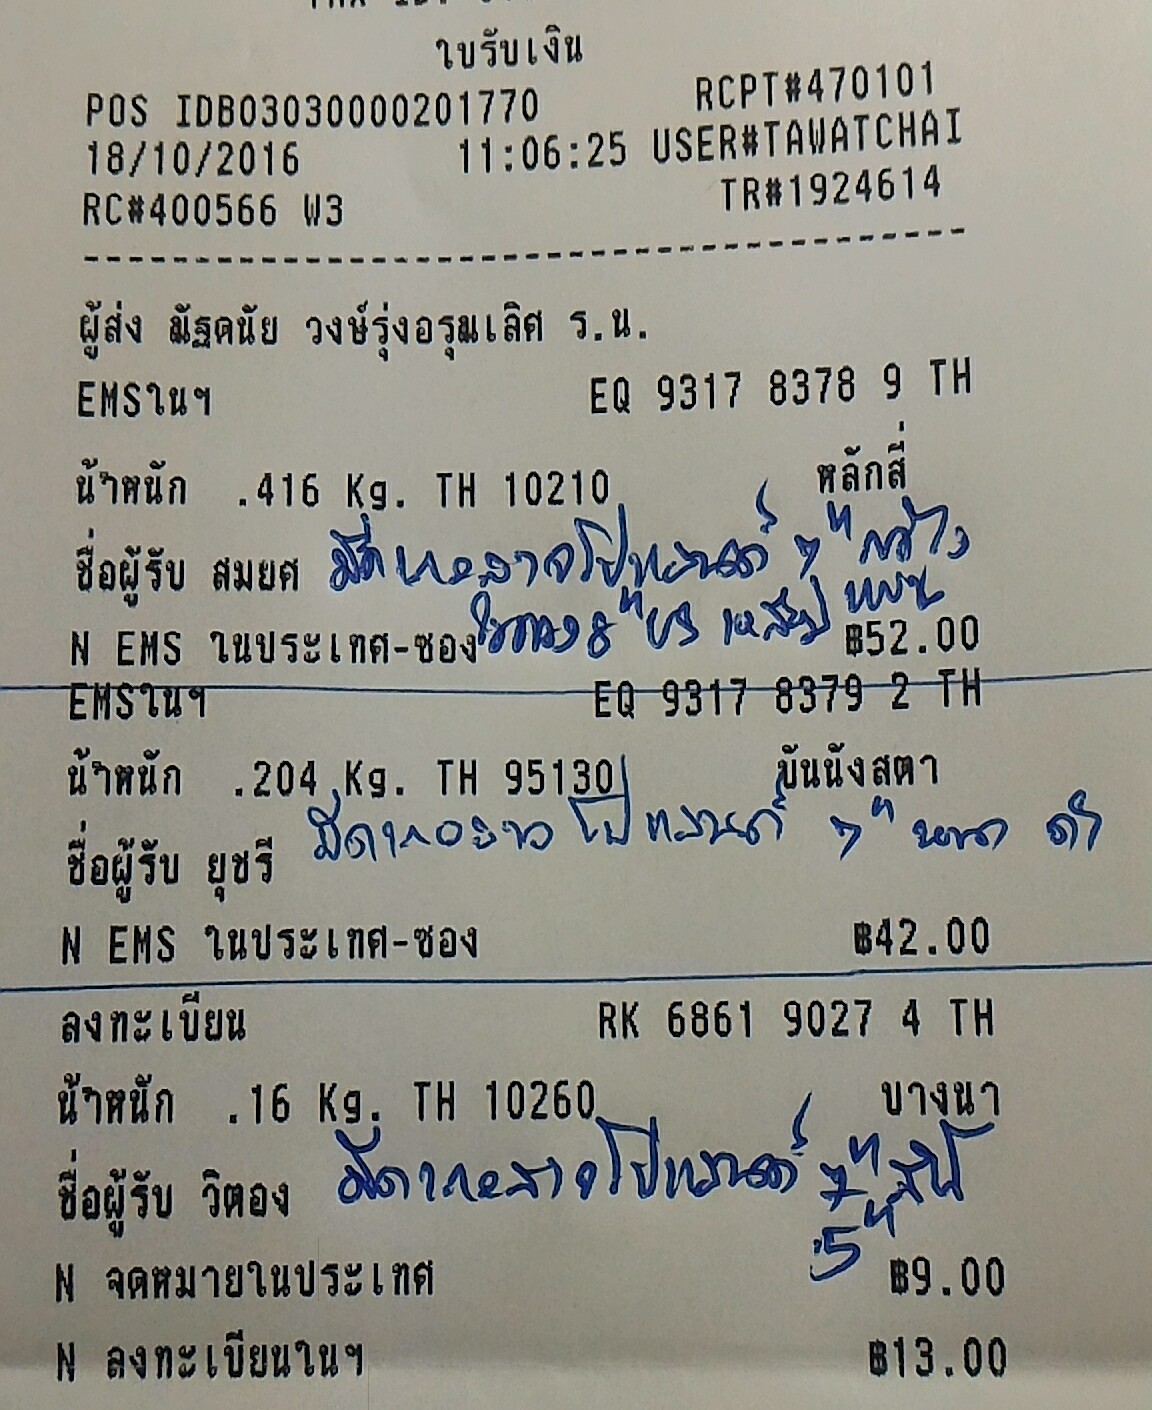 ใบรับเงิน
POS IDB03030000201770 RCPT#470101
18/10/2016 11:06:25 USER#TAWATCHAI
RC#400566 W3 TR#1924614
ผู้ส่ง มัฐดนัย วงษ์รุ่งอรุณเลิศ ร.น.
EMSในฯ EQ 9317 8378 9 TH
น้ำหนัก .416 Kg. TH 10210 หลักสี่
ชื่อผู้รับ สมยศ 7"
8"
N EMS ในประเทศ-ซอง ฿52.00
EMSในฯ EQ 9317 8379 2 TH
น้ำหนัก .204 Kg. TH 95130 บันนังสตา
ชื่อผู้รับ ยุชรี 7"
N EMS ในประเทศ-ซอง ฿42.00
ลงทะเบียน RK 6861 9027 4 TH
น้ำหนัก .16 Kg. TH 10260 บางนา
ชื่อผู้รับ วิตอง 7"
5"
N จดหมายในประเทศ ฿9.00
N ลงทะเบียนในฯ ฿13.00